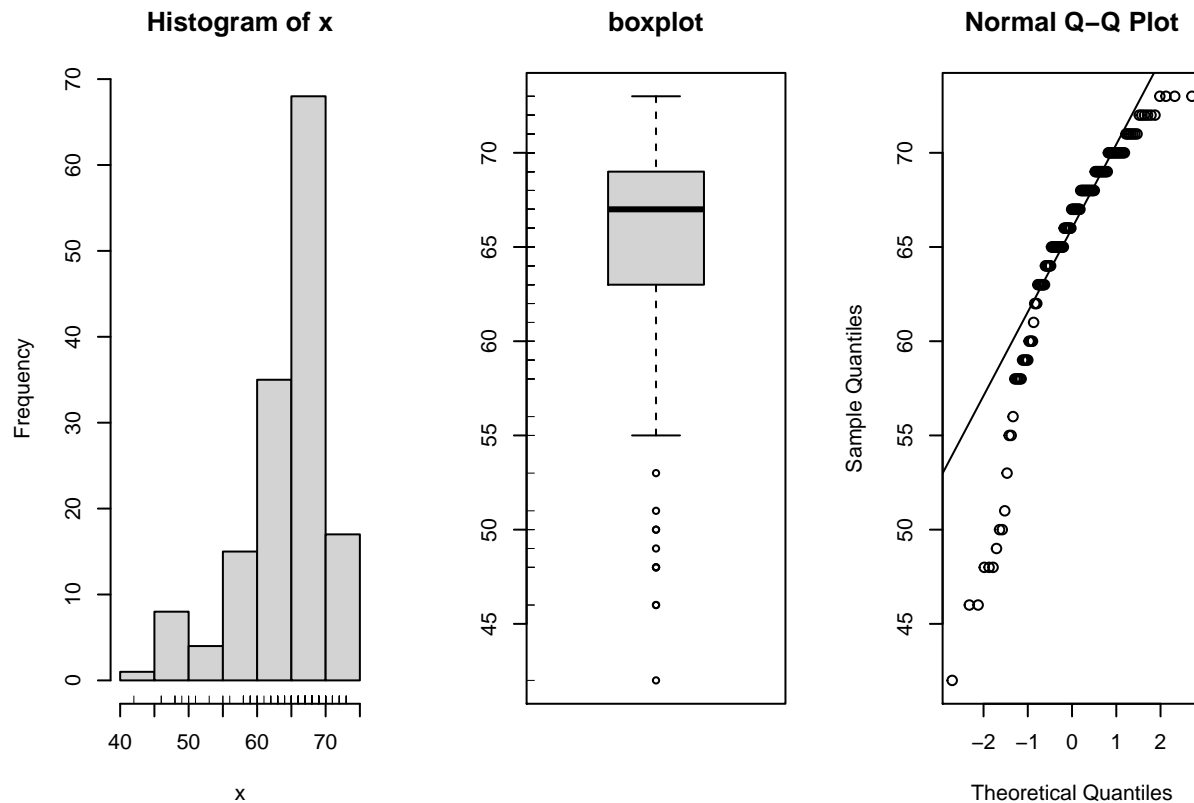 Histogram of x
Frequency
0
10
20
30
40
50
60
70
40 50 60 70
x
boxplot
45
50
55
60
65
70
Normal Q−Q Plot
Sample Quantiles
45
50
55
60
65
70
−2 −1 0 1 2
Theoretical Quantiles